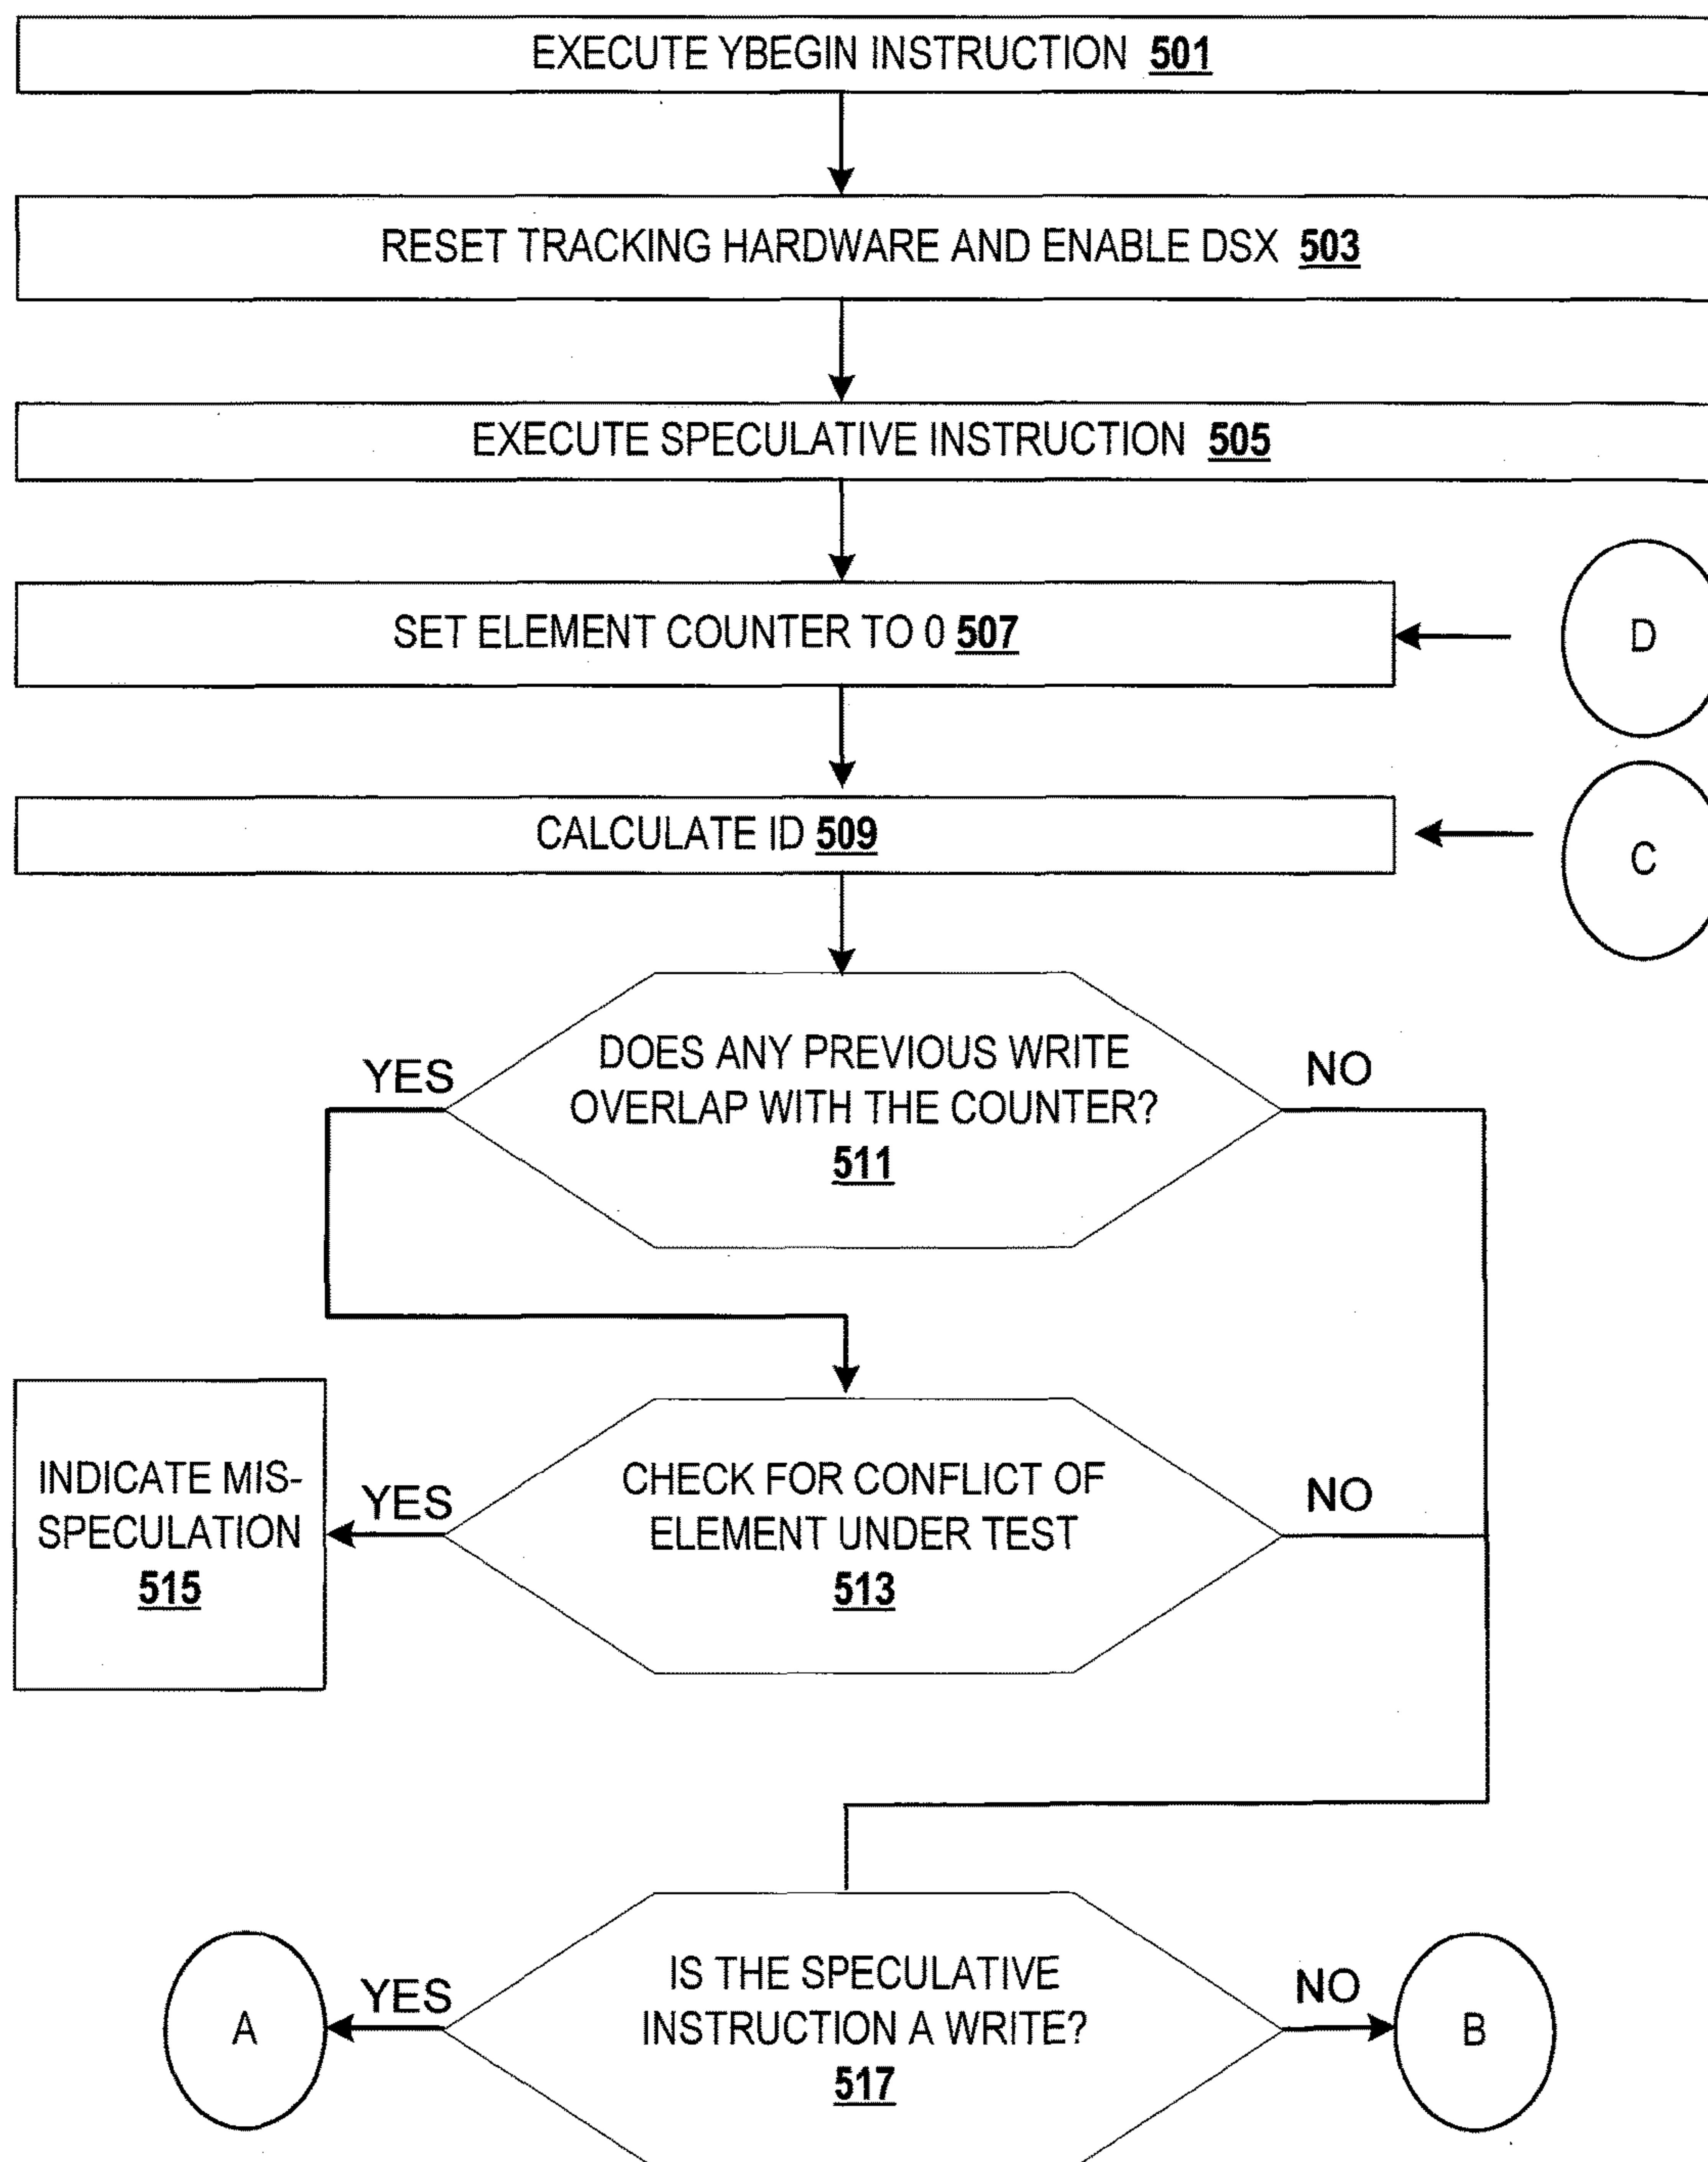 EXECUTE YBEGIN INSTRUCTION 501
RESET TRACKING HARDWARE AND ENABLE DSX 503
EXECUTE SPECULATIVE INSTRUCTION 505
SET ELEMENT COUNTER TO 0 507
D
CALCULATE ID 509
C
DOES ANY PREVIOUS WRITE
OVERLAP WITH THE COUNTER?
511
YES
NO
INDICATE MIS-
SPECULATION
515
YES
CHECK FOR CONFLICT OF
ELEMENT UNDER TEST
513
NO
A
YES
IS THE SPECULATIVE
INSTRUCTION A WRITE?
517
NO
B